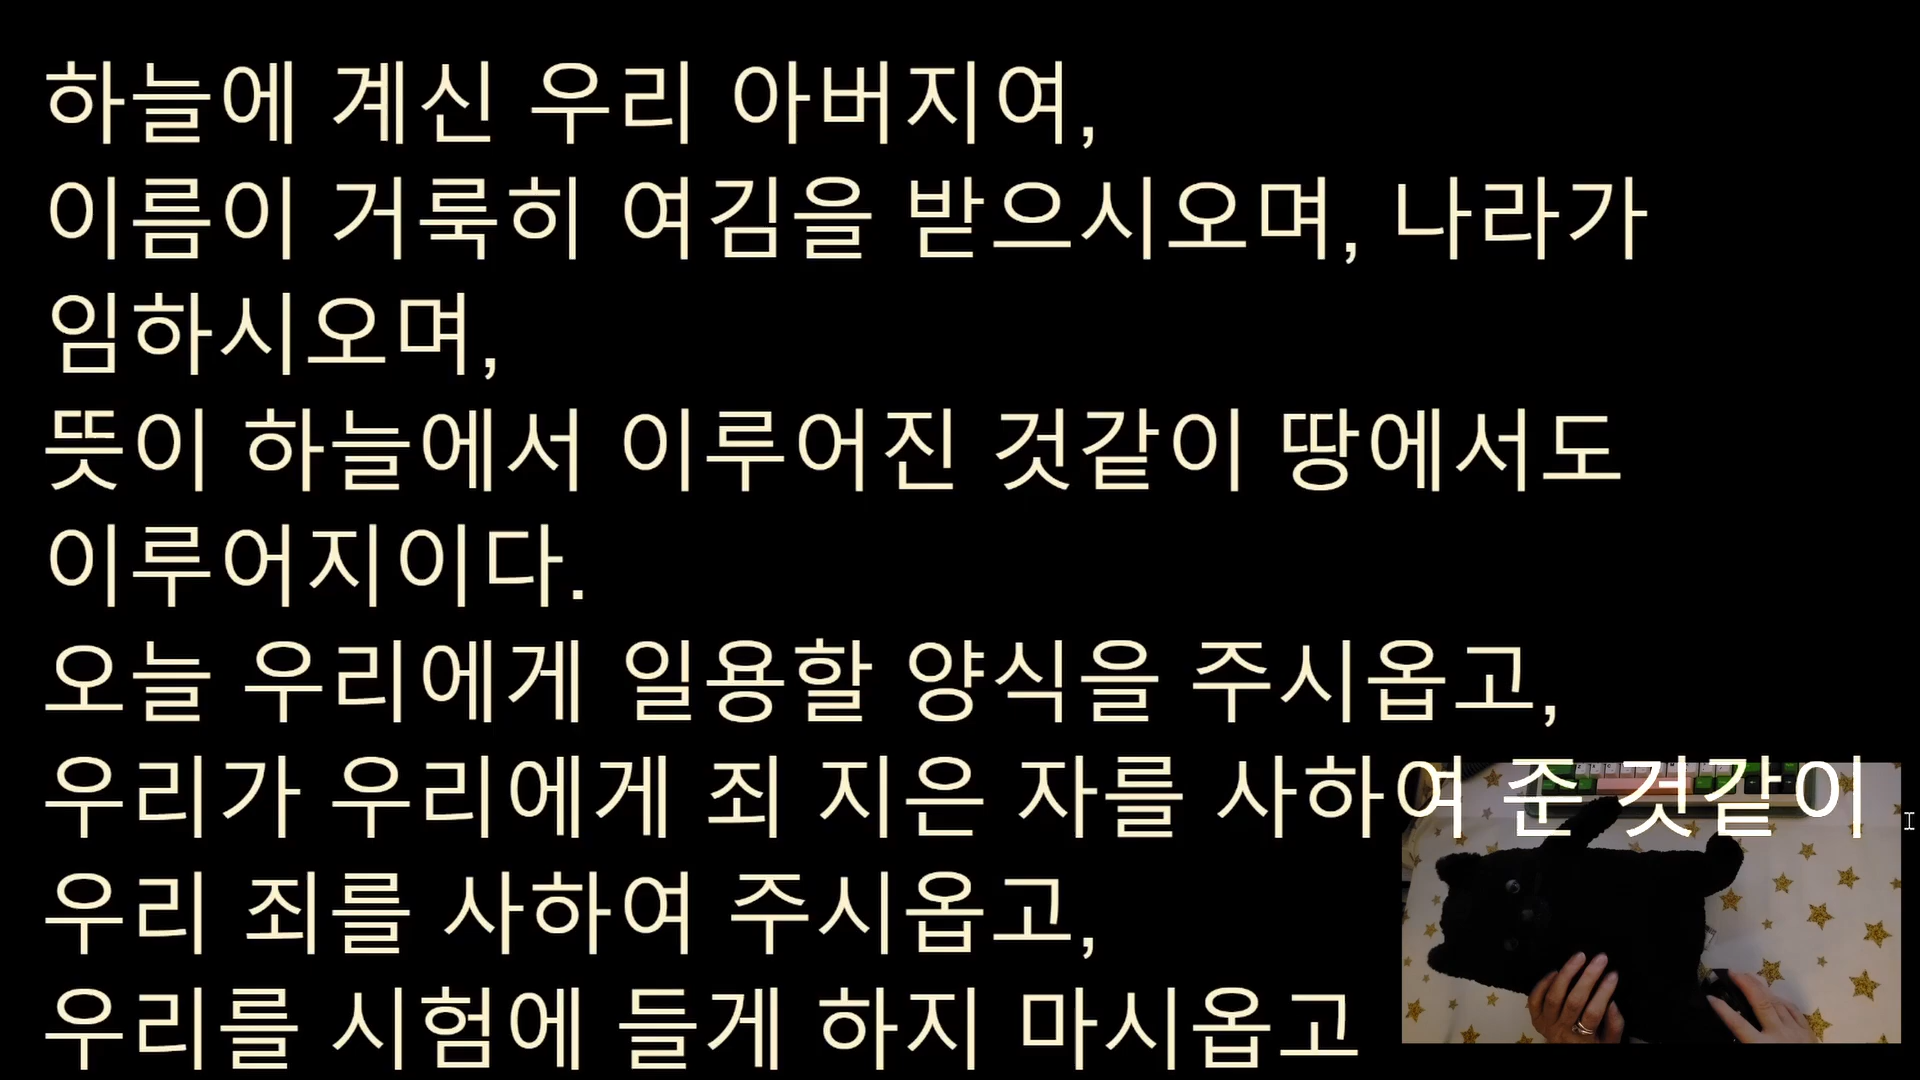 하늘에 계신 우리 아버지여,
이름이 거룩히 여김을 받으시오며, 나라가
임하시오며,
뜻이 하늘에서 이루어진 것같이 땅에서도
이루어지이다.
오늘 우리에게 일용할 양식을 주시옵고,
우리가 우리에게 죄 지은 자를 사하여 준 것같이
우리 죄를 사하여 주시옵고,
우리를 시험에 들게 하지 마시옵고